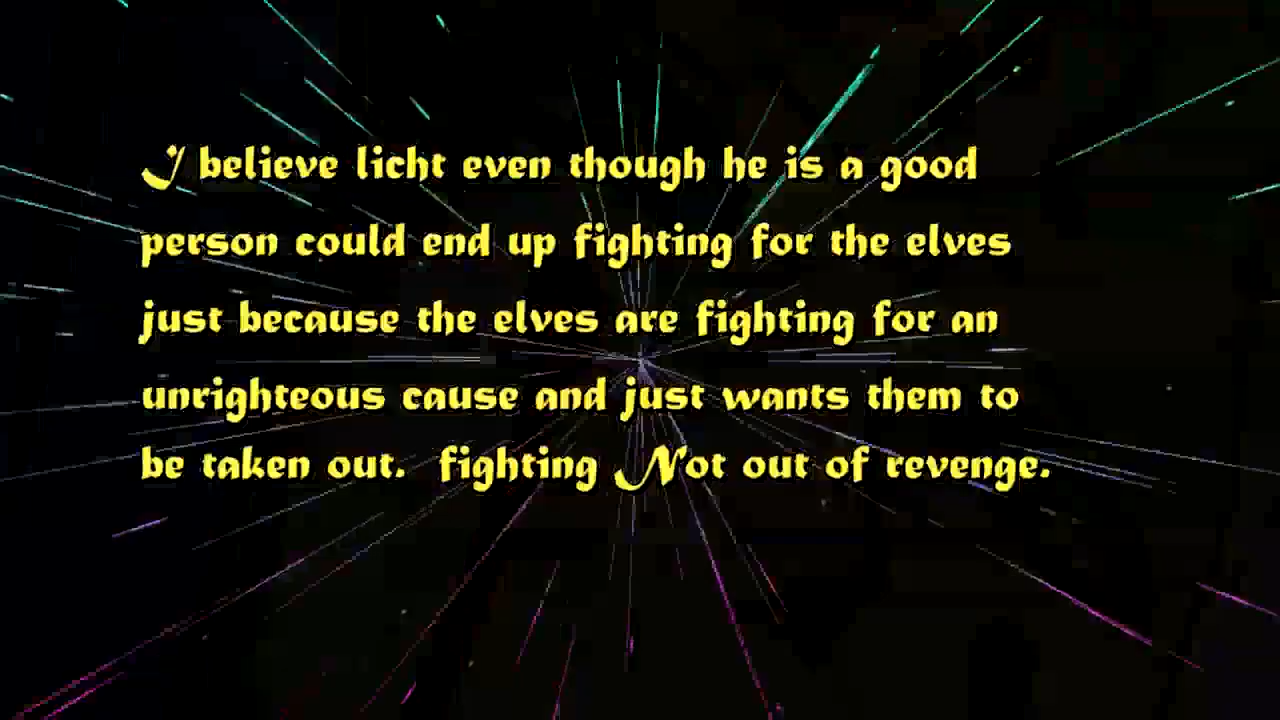 I believe licht even though he is a good
person could end up fighting for the elves
just because the elves are fighting for an
unrighteous cause and just wants them to
be taken out. fighting Not out of revenge.